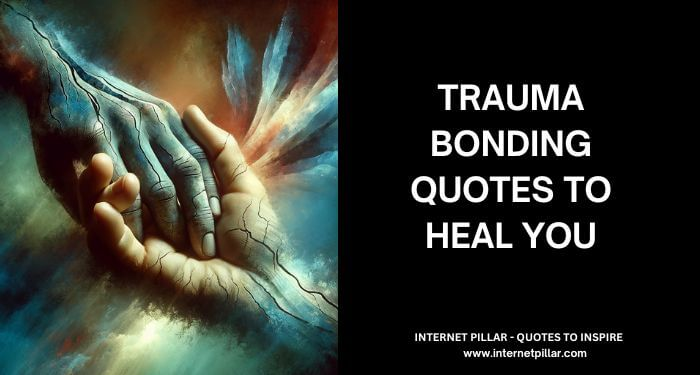 TRAUMA
BONDING
QUOTES TO
HEAL YOU
INTERNET PILLAR - QUOTES TO INSPIRE
www.internetpillar.com